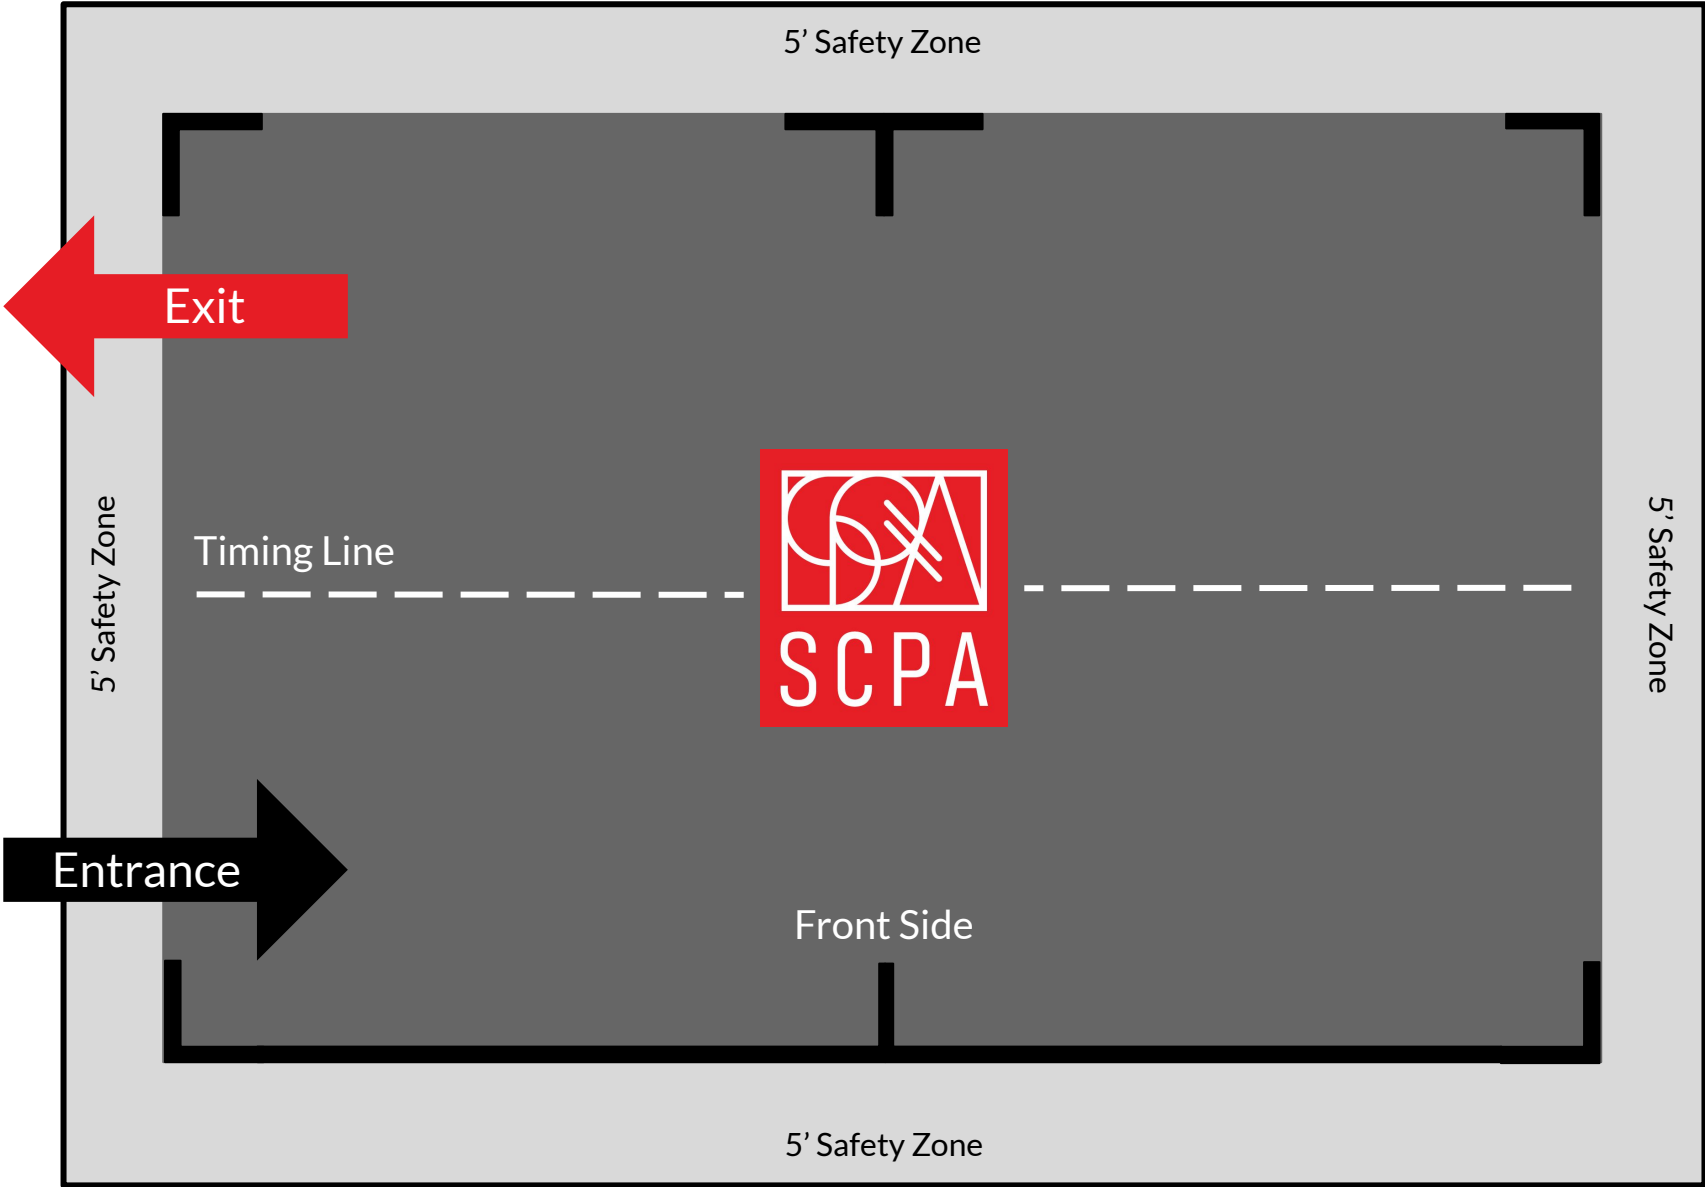 5’ Safety Zone
Exit
5’ Safety Zone
Timing Line
SCPA
5’ Safety Zone
Entrance
Front Side
5’ Safety Zone